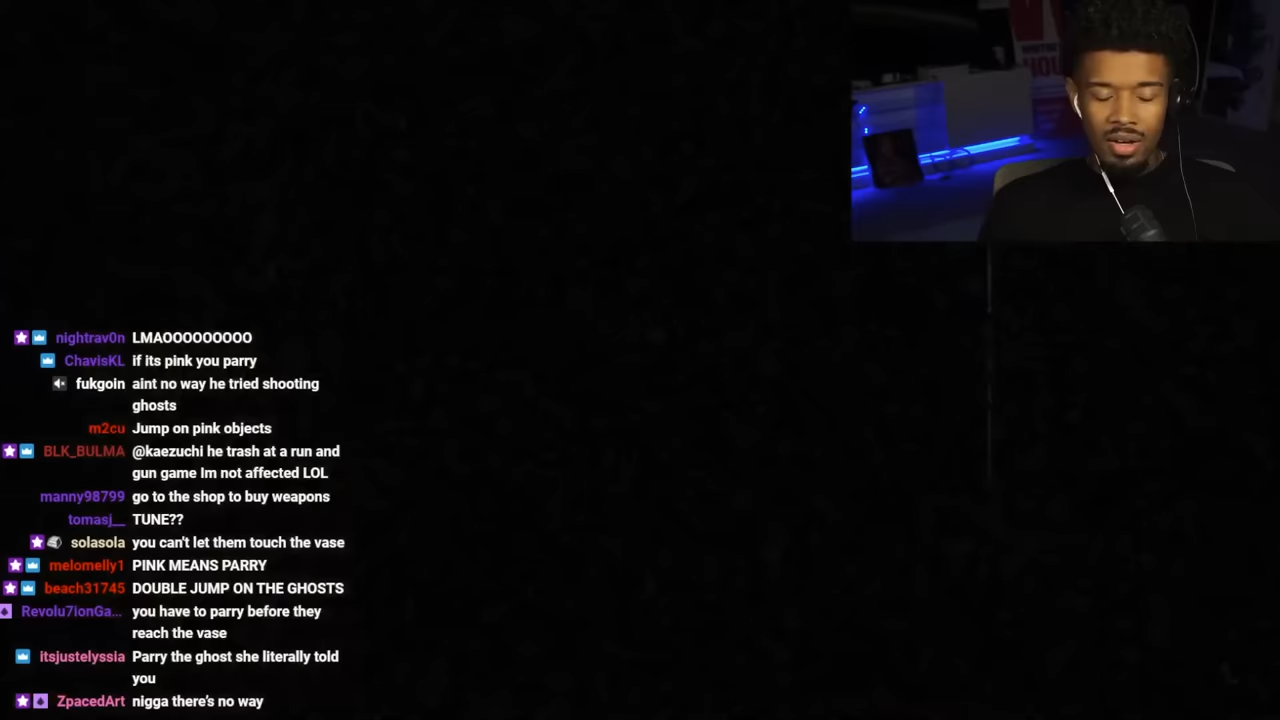 HOU
nightrav0n LMAOOOOOOOOO
ChavisKL if its pink you parry
fukgoin aint no way he tried shooting
ghosts
m2cu Jump on pink objects
BLK_BULMA @kaezuchi he trash at a run and
gun game Im not affected LOL
manny98799 go to the shop to buy weapons
tomasj__ TUNE??
solasola you can't let them touch the vase
melomelly1 PINK MEANS PARRY
beach31745 DOUBLE JUMP ON THE GHOSTS
Revolu7ionGa... you have to parry before they
reach the vase
itsjustelyssia Parry the ghost she literally told
you
ZpacedArt nigga there's no way